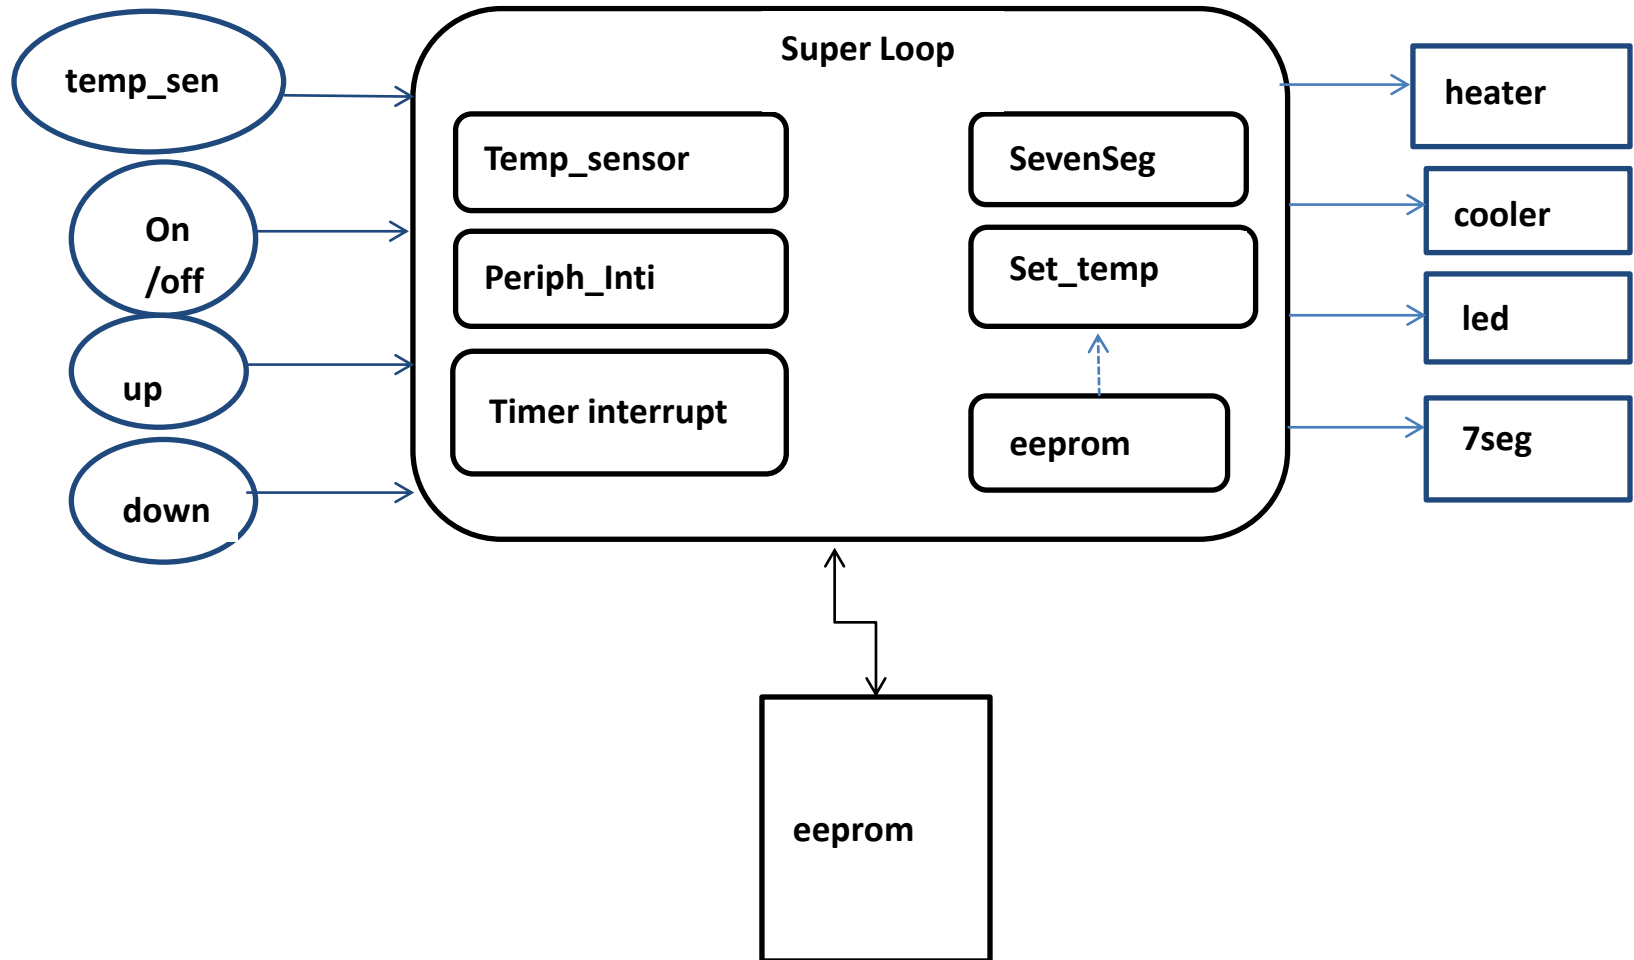 Super Loop
temp_sen
On
/off
up
down
Temp_sensor
Periph_Inti
Timer interrupt
SevenSeg
Set_temp
eeprom
heater
cooler
led
7seg
eeprom